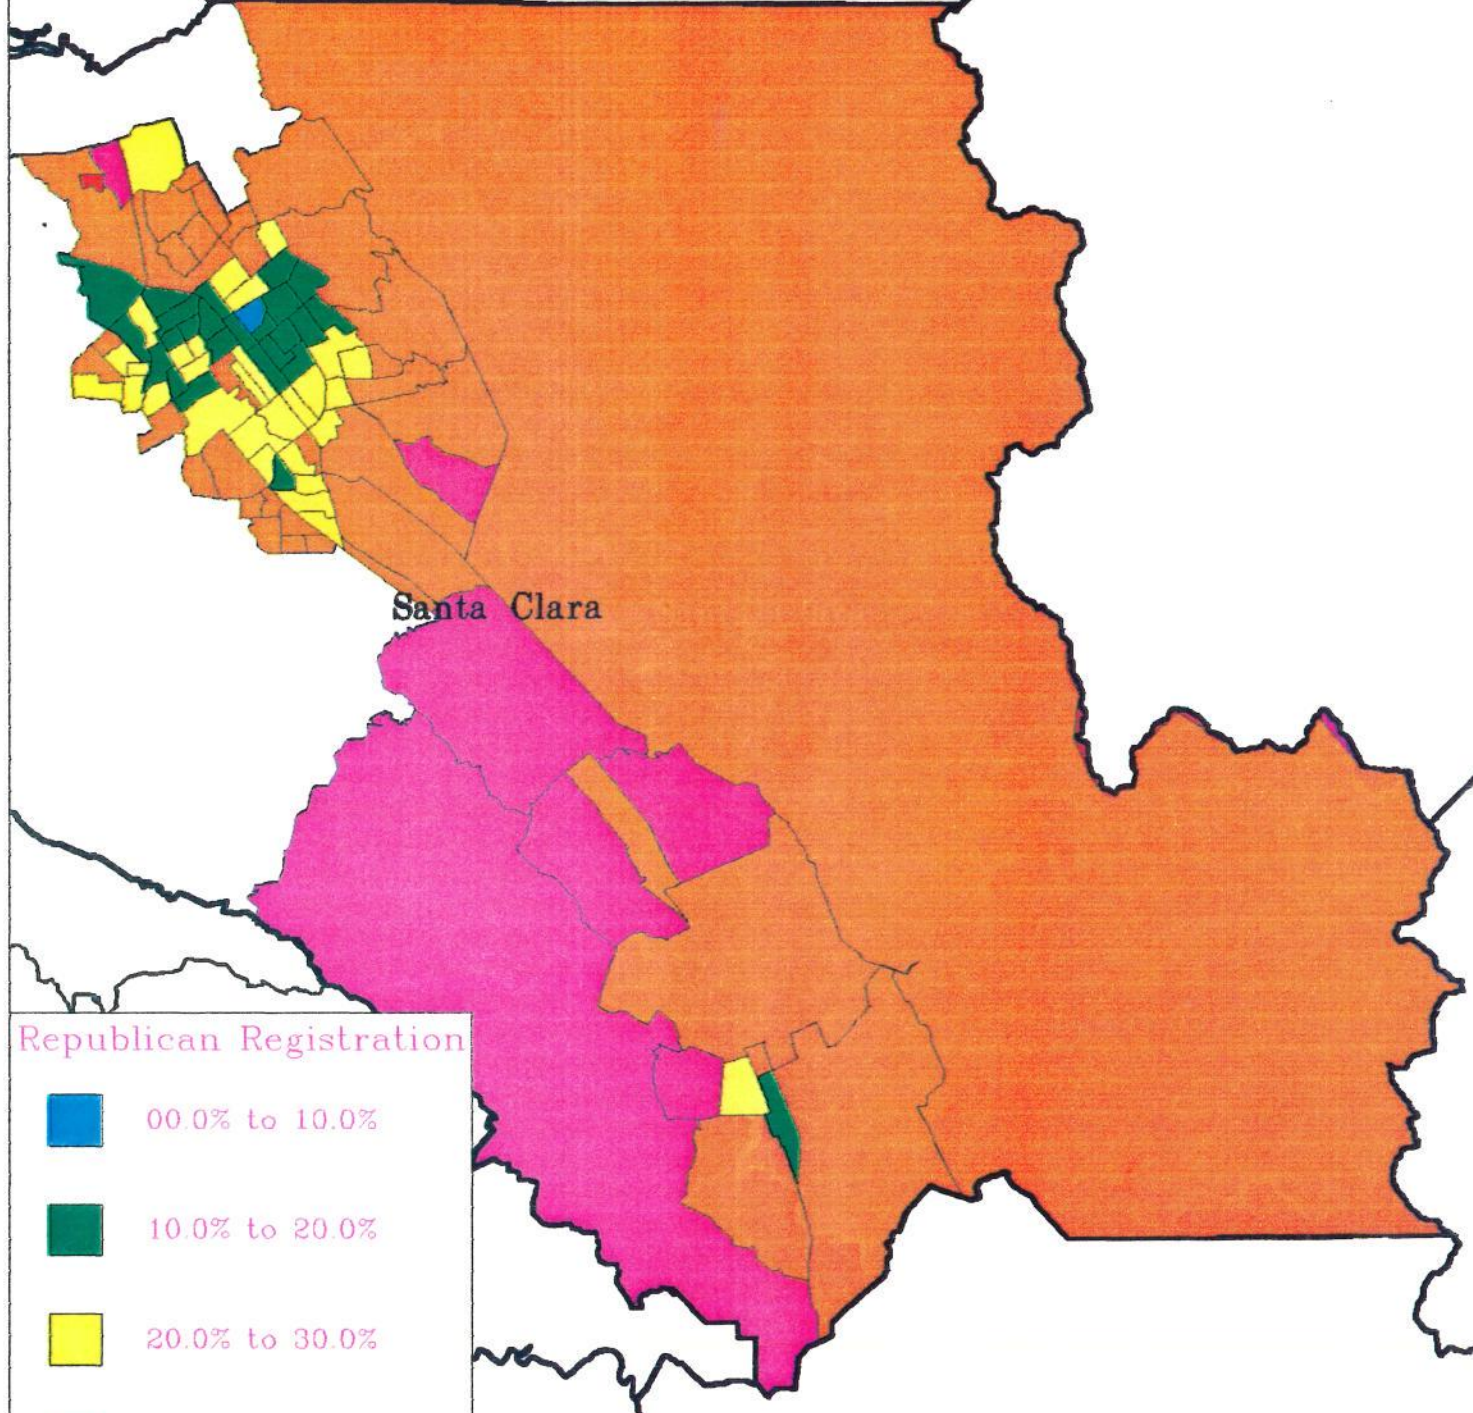 Santa Clara
Republican Registration
00.0% to 10.0%
10.0% to 20.0%
20.0% to 30.0%